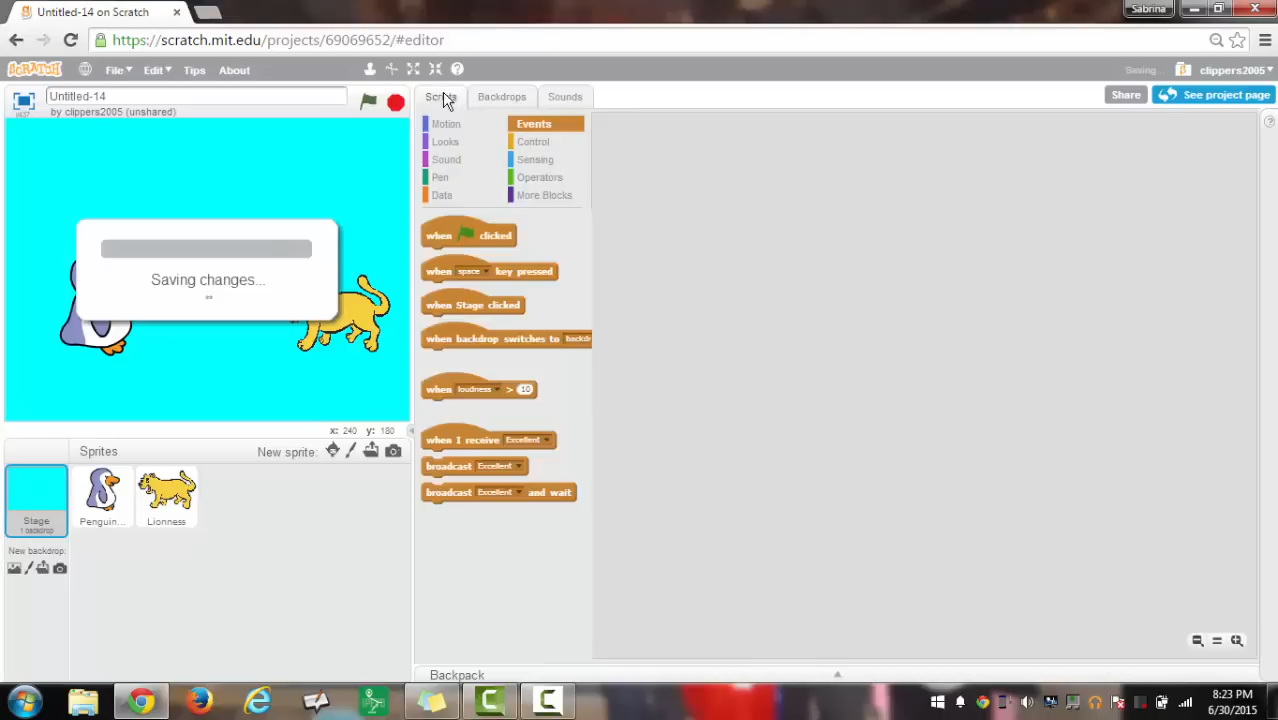 Untitled-14 on Scratch
Sabrina
https://scratch.mit.edu/projects/69069652/#editor
SCRATCH File Edit Tips About
Saving...
clippers2005
Untitled-14
by clippers2005 (unshared)
v437
Scripts
Backdrops
Sounds
Share
See project page
Motion
Events
Looks
Control
Sound
Sensing
Pen
Operators
Data
More Blocks
when clicked
when space key pressed
when Stage clicked
when backdrop switches to backdr
when loudness > 10
when I receive Excellent
broadcast Excellent
broadcast Excellent and wait
Saving changes...
x: 240 y: 180
Sprites
New sprite:
Stage
1 backdrop
Penguin...
Lionness
New backdrop:
Backpack
8:23 PM
6/30/2015